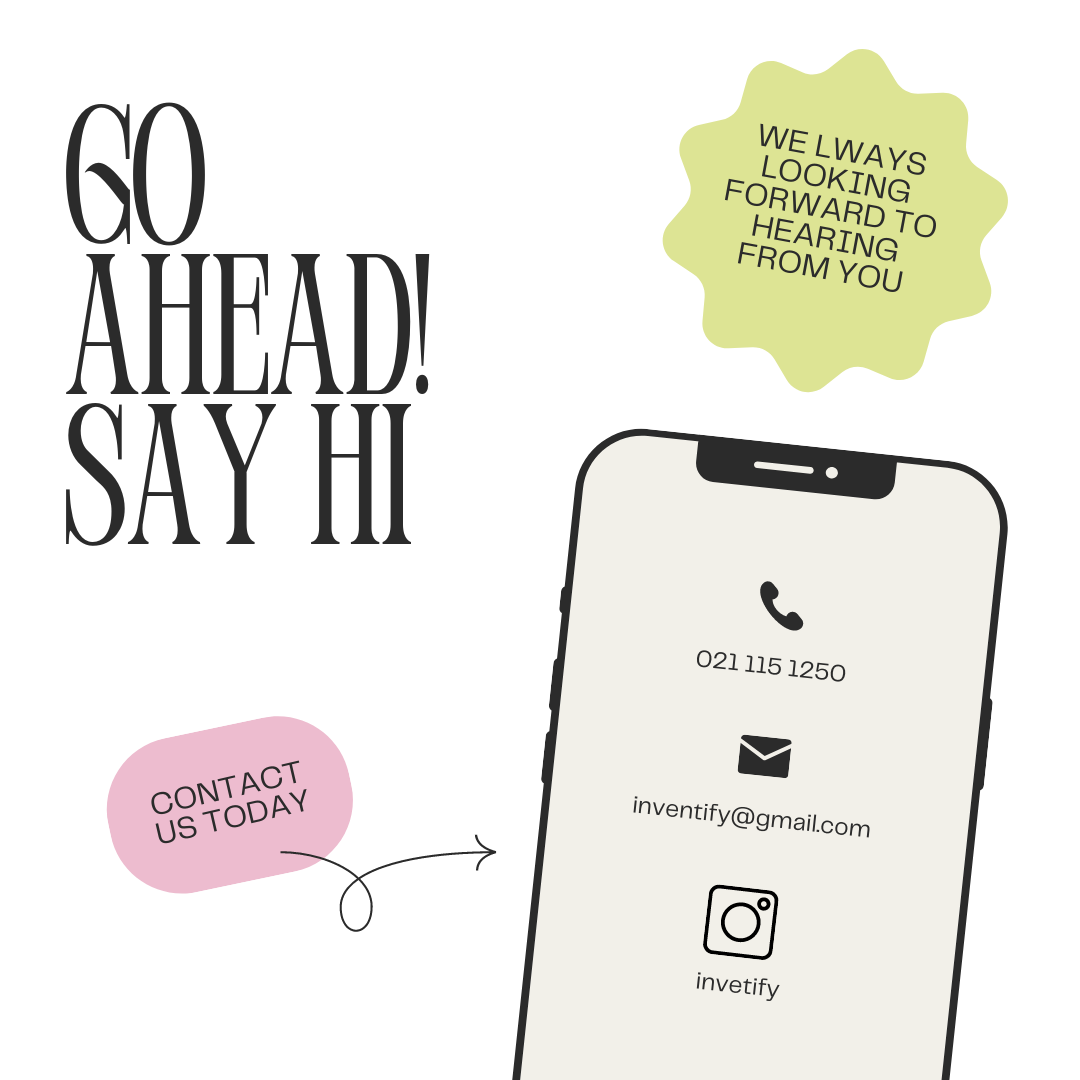 GO
AHEAD!
SAY HI
WE LWAYS
LOOKING
FORWARD TO
HEARING
FROM YOU
CONTACT
US TODAY
021 115 1250
inventify@gmail.com
invetify